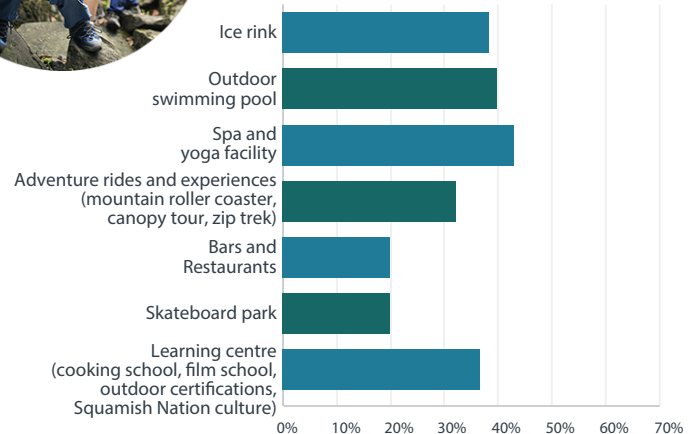 Ice rink
Outdoor
swimming pool
Spa and
yoga facility
Adventure rides and experiences
(mountain roller coaster,
canopy tour, zip trek)
Bars and
Restaurants
Skateboard park
Learning centre
(cooking school, film school,
outdoor certifications,
Squamish Nation culture)
0% 10% 20% 30% 40% 50% 60% 70%